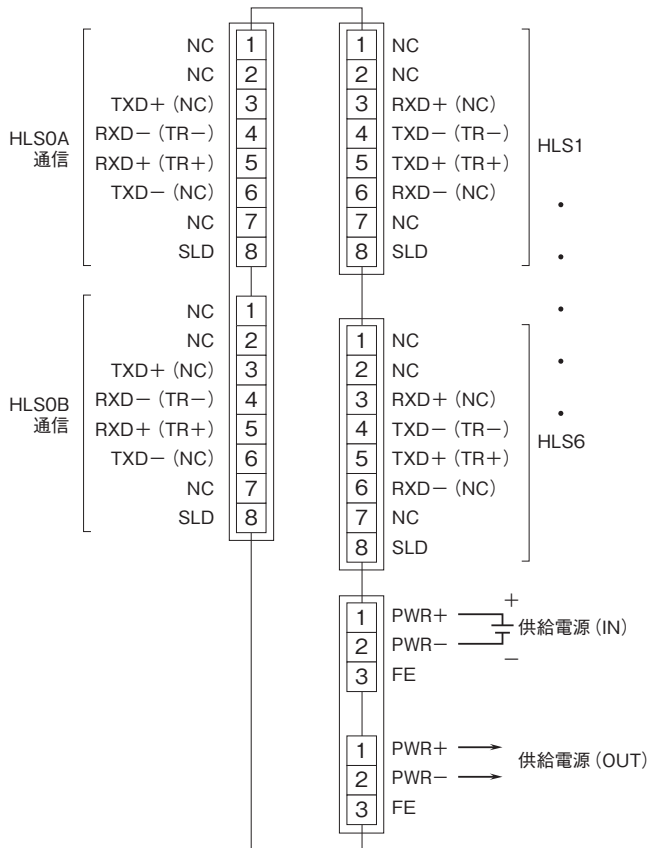 HLS0A
通信
NC 1
NC 2
TXD＋（NC） 3
RXD－（TR－） 4
RXD＋（TR＋） 5
TXD－（NC） 6
NC 7
SLD 8
HLS0B
通信
NC 1
NC 2
TXD＋（NC） 3
RXD－（TR－） 4
RXD＋（TR＋） 5
TXD－（NC） 6
NC 7
SLD 8
1 NC
2 NC
3 RXD＋（NC）
4 TXD－（TR－）
5 TXD＋（TR＋）
6 RXD－（NC）
7 NC
8 SLD
HLS1
・
・
・
・
・
1 NC
2 NC
3 RXD＋（NC）
4 TXD－（TR－）
5 TXD＋（TR＋）
6 RXD－（NC）
7 NC
8 SLD
HLS6
1 PWR＋
2 PWR－
3 FE
＋
供給電源（IN）
－
1 PWR＋
2 PWR－
3 FE
供給電源（OUT）